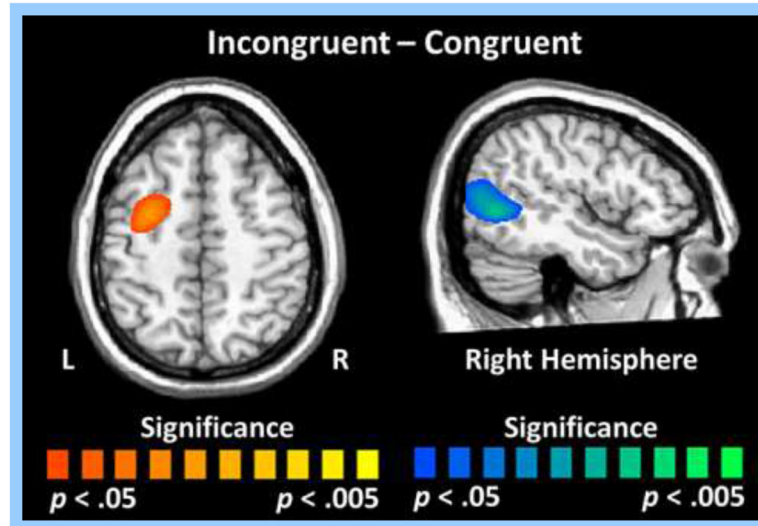 Incongruent – Congruent
L
R
Right Hemisphere
Significance
p < .05
p < .005
Significance
p < .05
p < .005